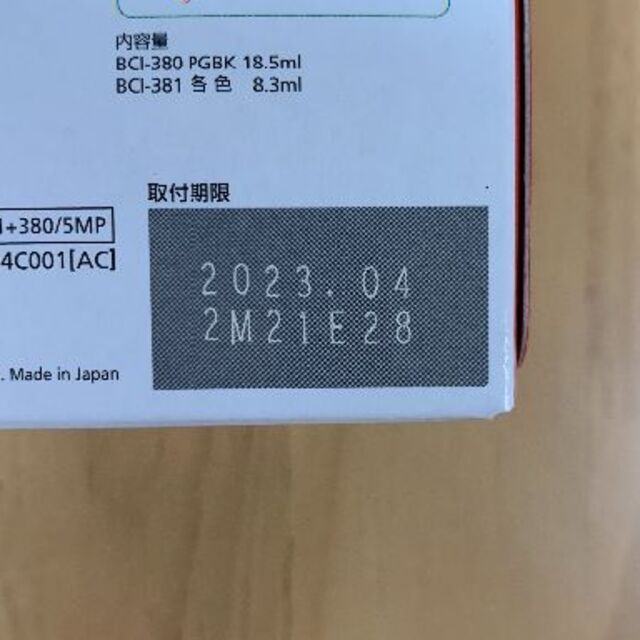 内容量
BCI-380 PGBK 18.5ml
BCI-381 各色 8.3ml
取付期限
+380/5MP
4C001[AC]
2023.04
2M21E28
. Made in Japan